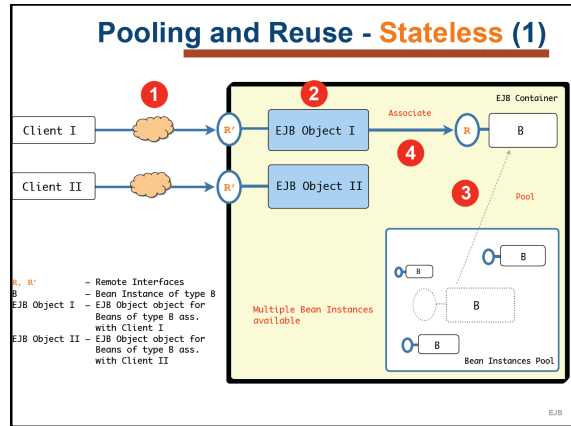 Pooling and Reuse - Stateless (1)
1
2
EJB Container
Client I
R'
EJB Object I
Associate
R
B
4
Client II
R'
EJB Object II
3
Pool
B
B
R, R' – Remote Interfaces
B – Bean Instance of type B
EJB Object I – EJB Object object for
Beans of type B ass.
with Client I
EJB Object II – EJB Object object for
Beans of type B ass.
with Client II
Multiple Bean Instances
available
B
B
Bean Instances Pool
EJB